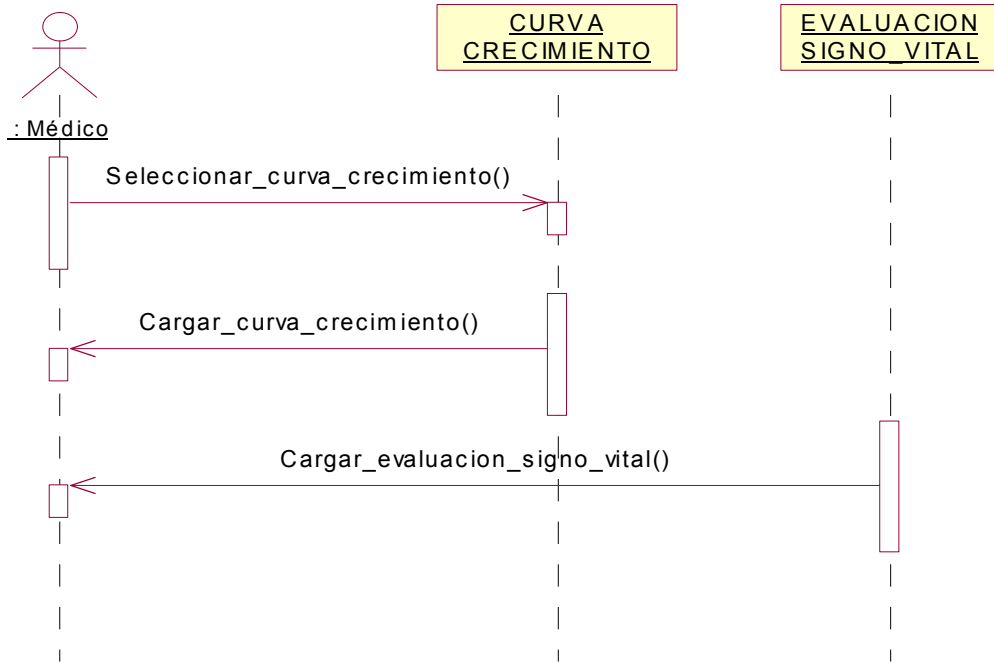 CURVA
CRECIMIENTO
EVALUACION
SIGNO_VITAL
: Médico
Seleccionar_curva_crecimiento()
Cargar_curva_crecimiento()
Cargar_evaluacion_signo_vital()